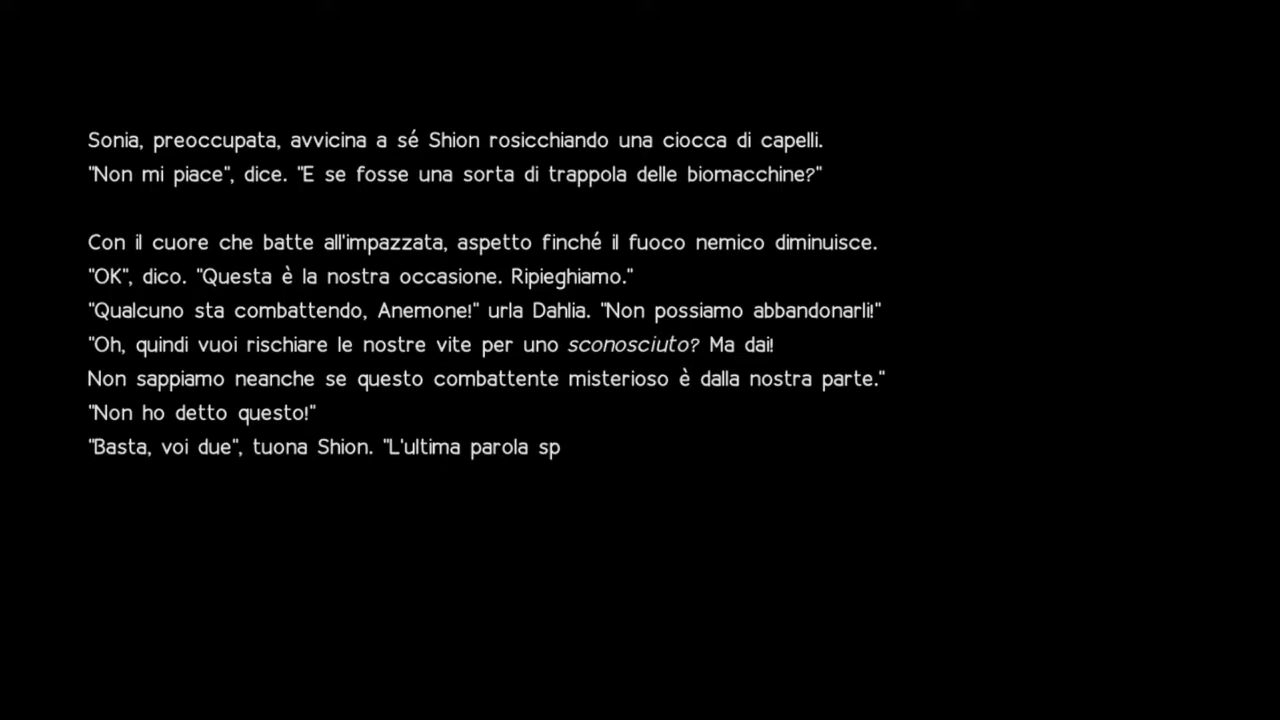 Sonia, preoccupata, avvicina a sé Shion rosicchiando una ciocca di capelli.
"Non mi piace", dice. "E se fosse una sorta di trappola delle biomacchine?"
Con il cuore che batte all'impazzata, aspetto finché il fuoco nemico diminuisce.
"OK", dico. "Questa è la nostra occasione. Ripieghiamo."
"Qualcuno sta combattendo, Anemone!" urla Dahlia. "Non possiamo abbandonarli!"
"Oh, quindi vuoi rischiare le nostre vite per uno sconosciuto? Ma dai!
Non sappiamo neanche se questo combattente misterioso è dalla nostra parte."
"Non ho detto questo!"
"Basta, voi due", tuona Shion. "L'ultima parola sp